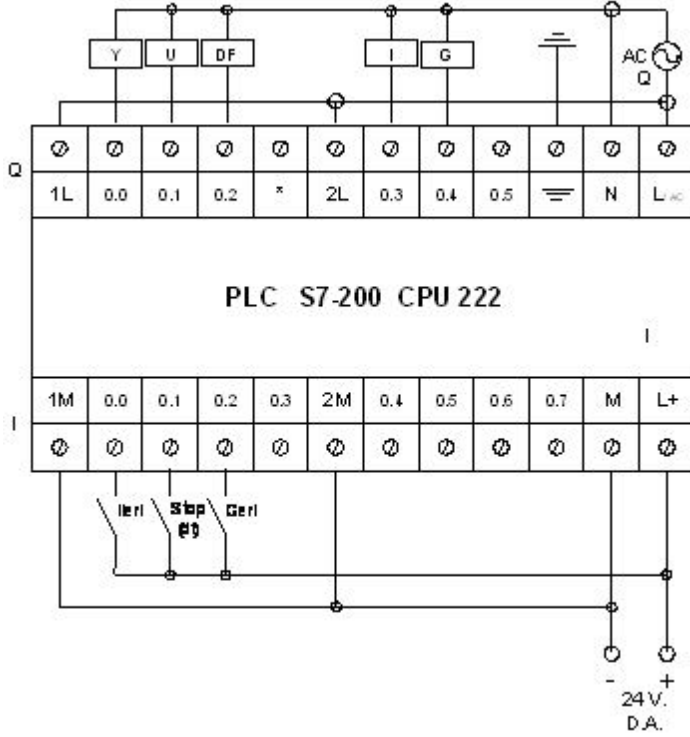 Y U DF I G AC
Q
Q
1L 0.0 0.1 0.2 * 2L 0.3 0.4 0.5 N L AC
PLC S7-200 CPU 222
I
1M 0.0 0.1 0.2 0.3 2M 0.4 0.5 0.6 0.7 M L+
I
İleri Stop Geri
- +
24 V.
D.A.